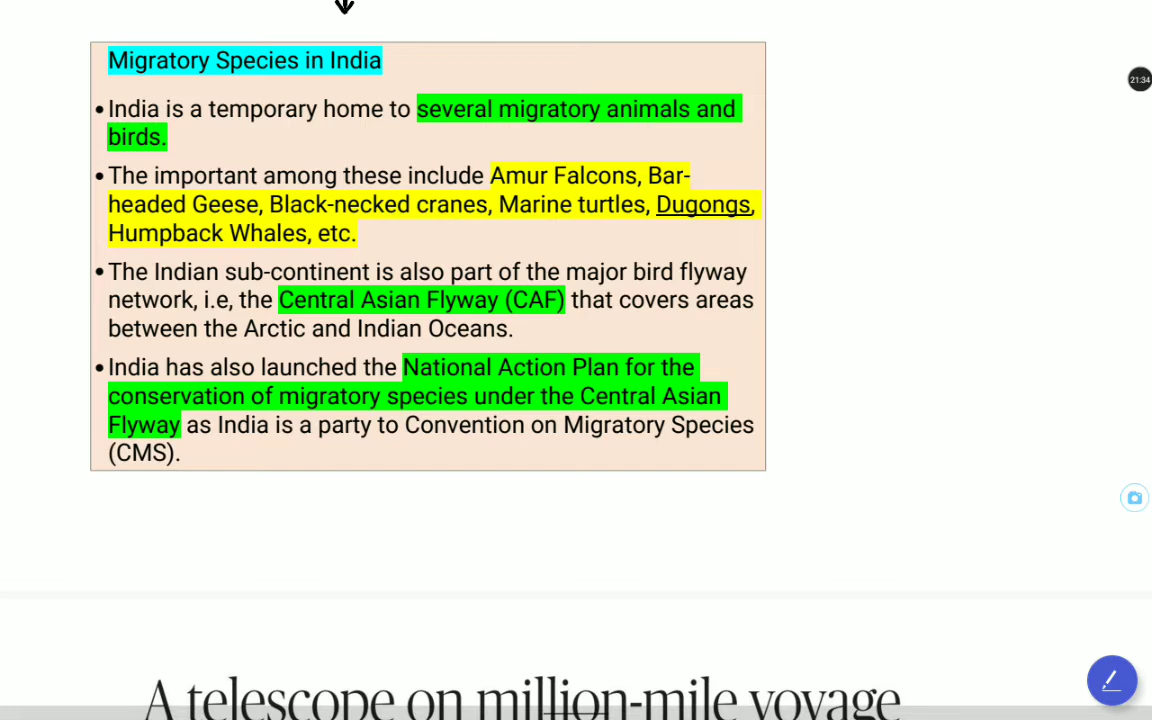 Migratory Species in India
21:34
• India is a temporary home to several migratory animals and
birds.
• The important among these include Amur Falcons, Bar-
headed Geese, Black-necked cranes, Marine turtles, Dugongs,
Humpback Whales, etc.
• The Indian sub-continent is also part of the major bird flyway
network, i.e, the Central Asian Flyway (CAF) that covers areas
between the Arctic and Indian Oceans.
• India has also launched the National Action Plan for the
conservation of migratory species under the Central Asian
Flyway as India is a party to Convention on Migratory Species
(CMS).
A telescope on million-mile voyage